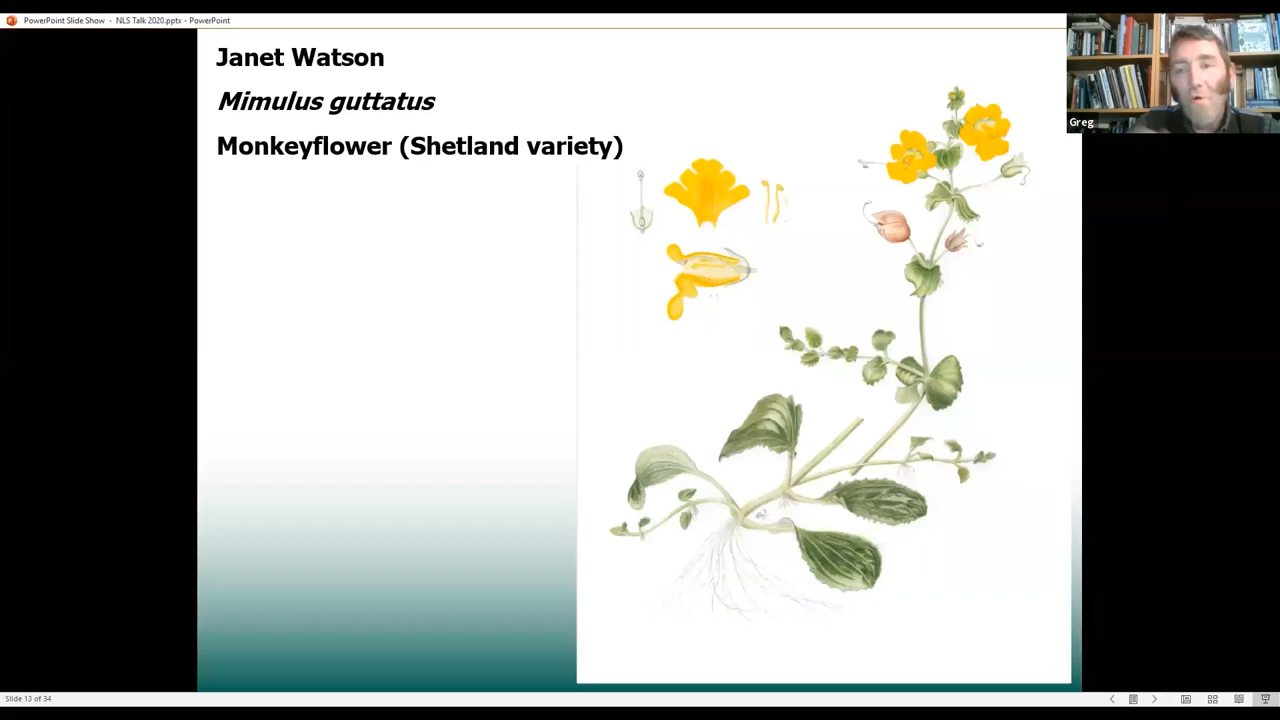 PowerPoint Slide Show - NLS Talk 2020.pptx - PowerPoint
Janet Watson
Mimulus guttatus
Monkeyflower (Shetland variety)
Greg
Slide 13 of 34